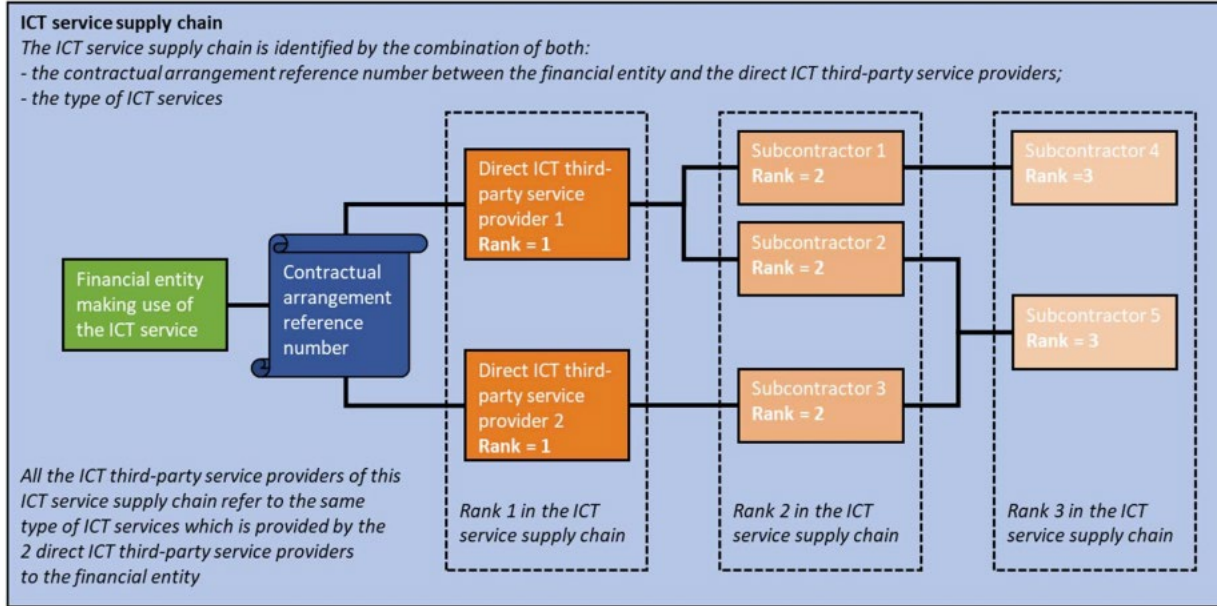 ICT service supply chain
The ICT service supply chain is identified by the combination of both:
- the contractual arrangement reference number between the financial entity and the direct ICT third-party service providers;
- the type of ICT services
Financial entity
making use of
the ICT service
Contractual
arrangement
reference
number
Direct ICT third-
party service
provider 1
Rank = 1
Direct ICT third-
party service
provider 2
Rank = 1
Subcontractor 1
Rank = 2
Subcontractor 2
Rank = 2
Subcontractor 3
Rank = 2
Subcontractor 4
Rank =3
Subcontractor 5
Rank = 3
All the ICT third-party service providers of this
ICT service supply chain refer to the same
type of ICT services which is provided by the
2 direct ICT third-party service providers
to the financial entity
Rank 1 in the ICT
service supply chain
Rank 2 in the ICT
service supply chain
Rank 3 in the ICT
service supply chain